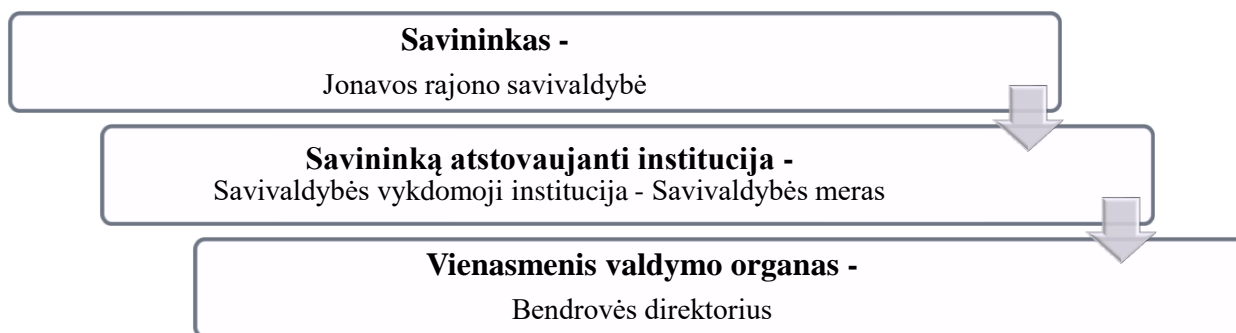 Savininkas -
Jonavos rajono savivaldybė
Savininką atstovaujanti institucija -
Savivaldybės vykdomoji institucija - Savivaldybės meras
Vienasmenis valdymo organas -
Bendrovės direktorius